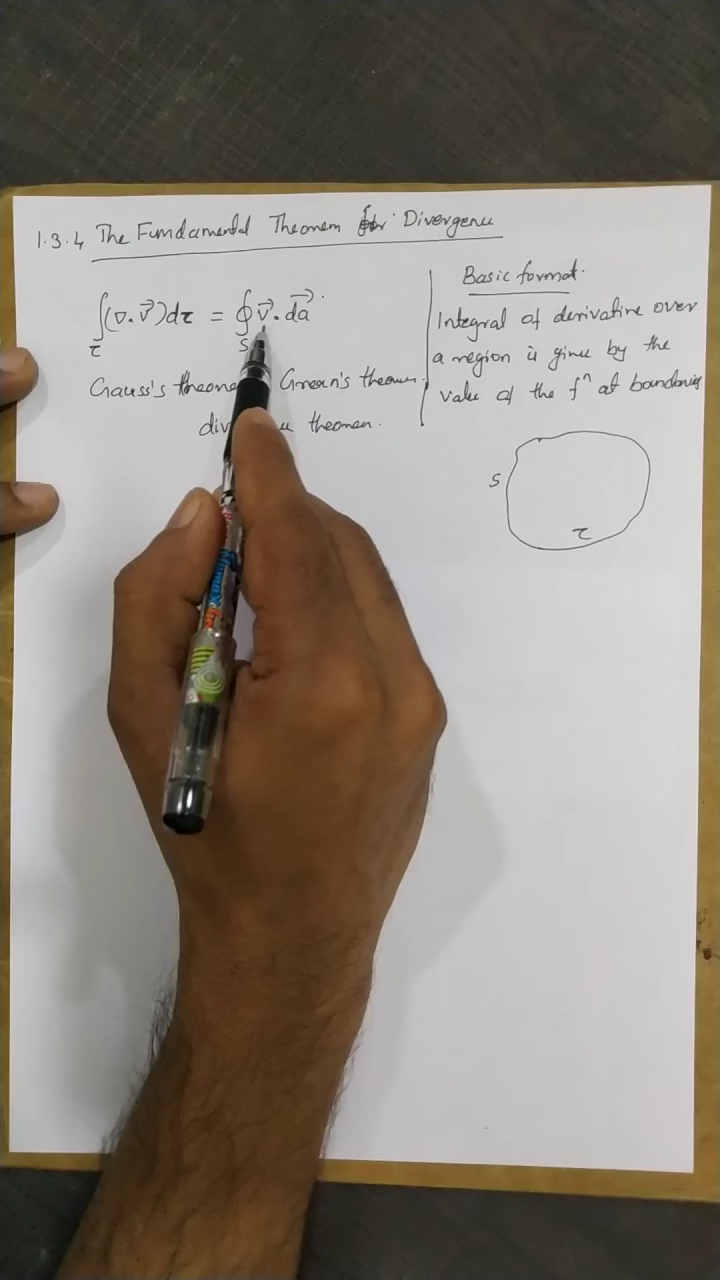 1.3.4 The Fundamental Theorem for Divergence
∫(∇·v⃗)dτ = ∮v⃗·da⃗
τ S
Gauss's theorem Green's theorem.
theorem.
Basic format.
Integral of derivative over
a region is given by the
value of the fⁿ at boundaries
S
τ